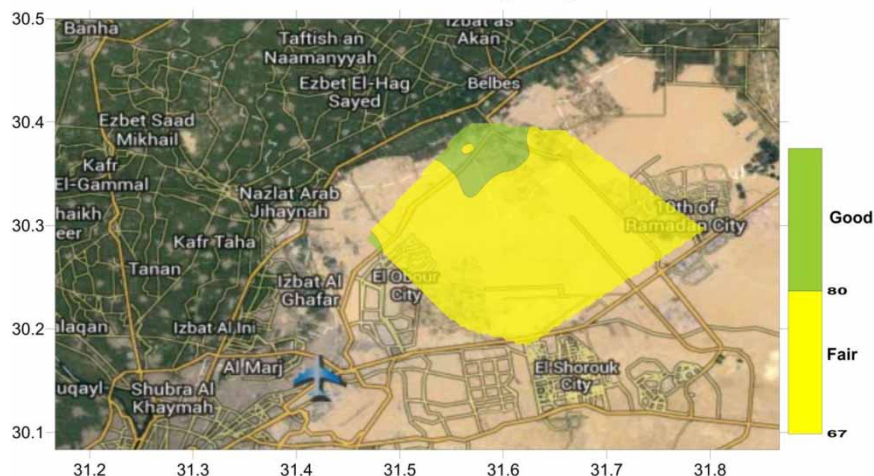 30.5
30.4
30.3
30.2
30.1
31.2 31.3 31.4 31.5 31.6 31.7 31.8
Banha
Taftish an
Naamanyyah
Izbat as
Akan
Ezbet El-Hag
Sayed
Belbes
Ezbet Saad
Mikhail
Kafr
El-Gammal
Nazlat Arab
Jihaynah
haikh
eer
Kafr Taha
10th of
Ramadan City
Tanan
Izbat Al
Ghafar
El Obour
City
alaqan
Izbat Al Ini
Al Marj
uqayl-
Shubra Al
Khaymah
El Shorouk
City
Good
80
Fair
67